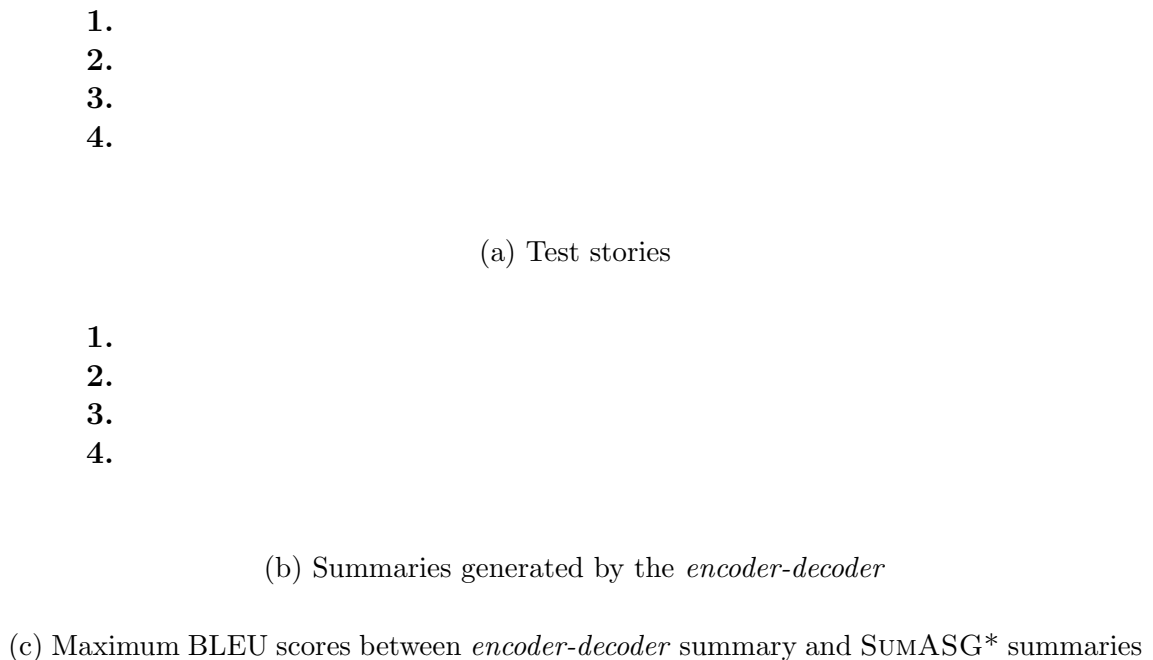 1.
2.
3.
4.
(a) Test stories
1.
2.
3.
4.
(b) Summaries generated by the encoder-decoder
(c) Maximum BLEU scores between encoder-decoder summary and SUMASG* summaries